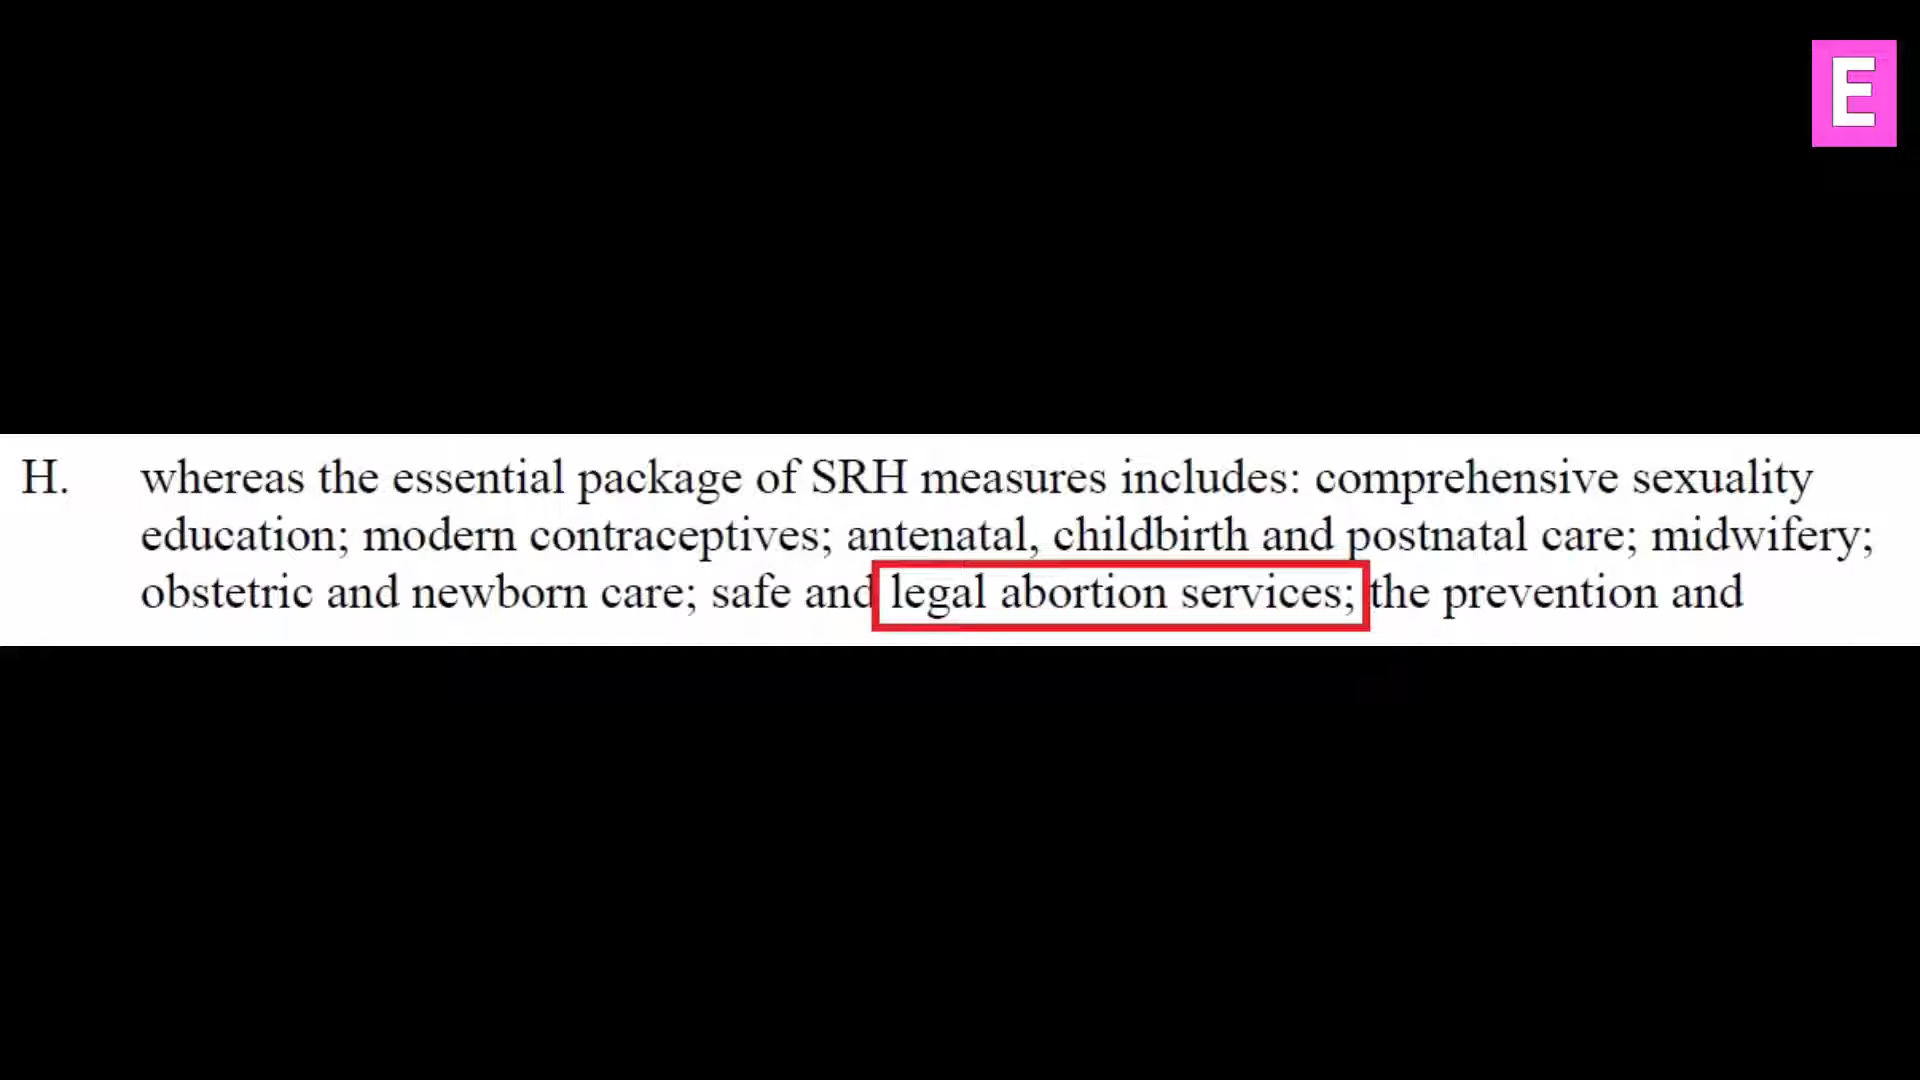 E
H. whereas the essential package of SRH measures includes: comprehensive sexuality
education; modern contraceptives; antenatal, childbirth and postnatal care; midwifery;
obstetric and newborn care; safe and legal abortion services; the prevention and